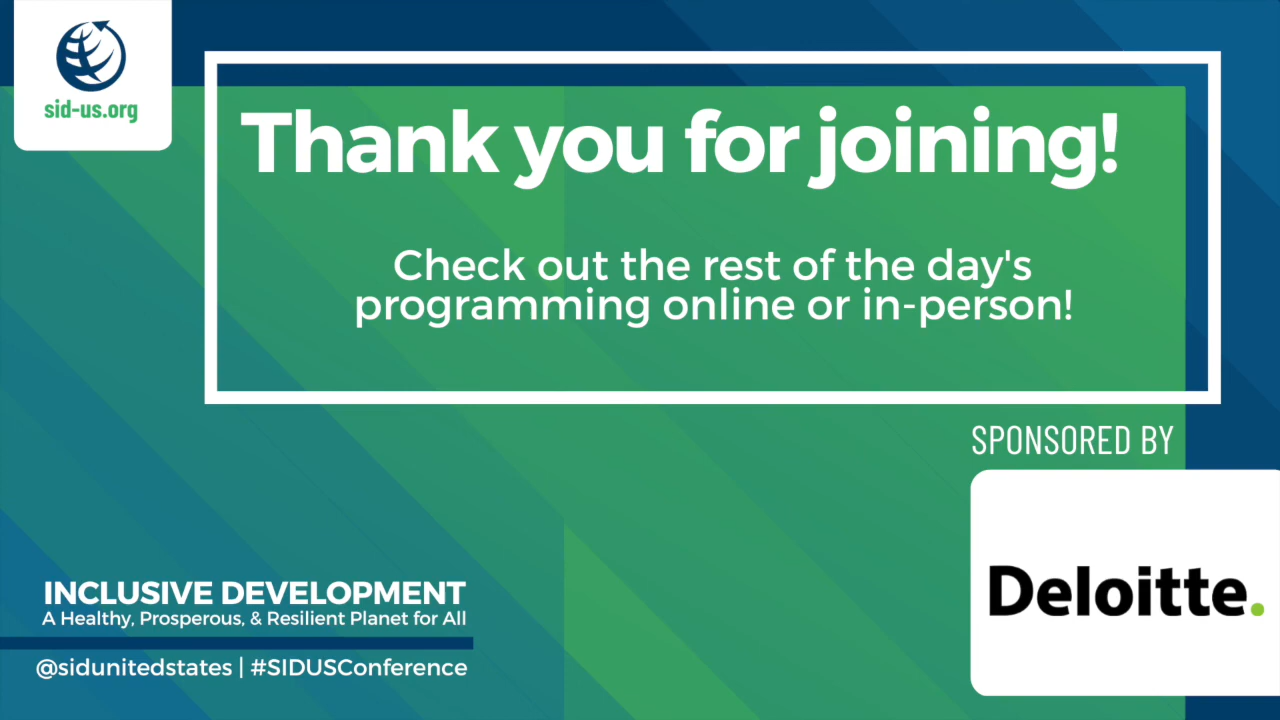 sid-us.org
Thank you for joining!
Check out the rest of the day's
programming online or in-person!
SPONSORED BY
Deloitte.
INCLUSIVE DEVELOPMENT
A Healthy, Prosperous, & Resilient Planet for All
@sidunitedstates | #SIDUSConference